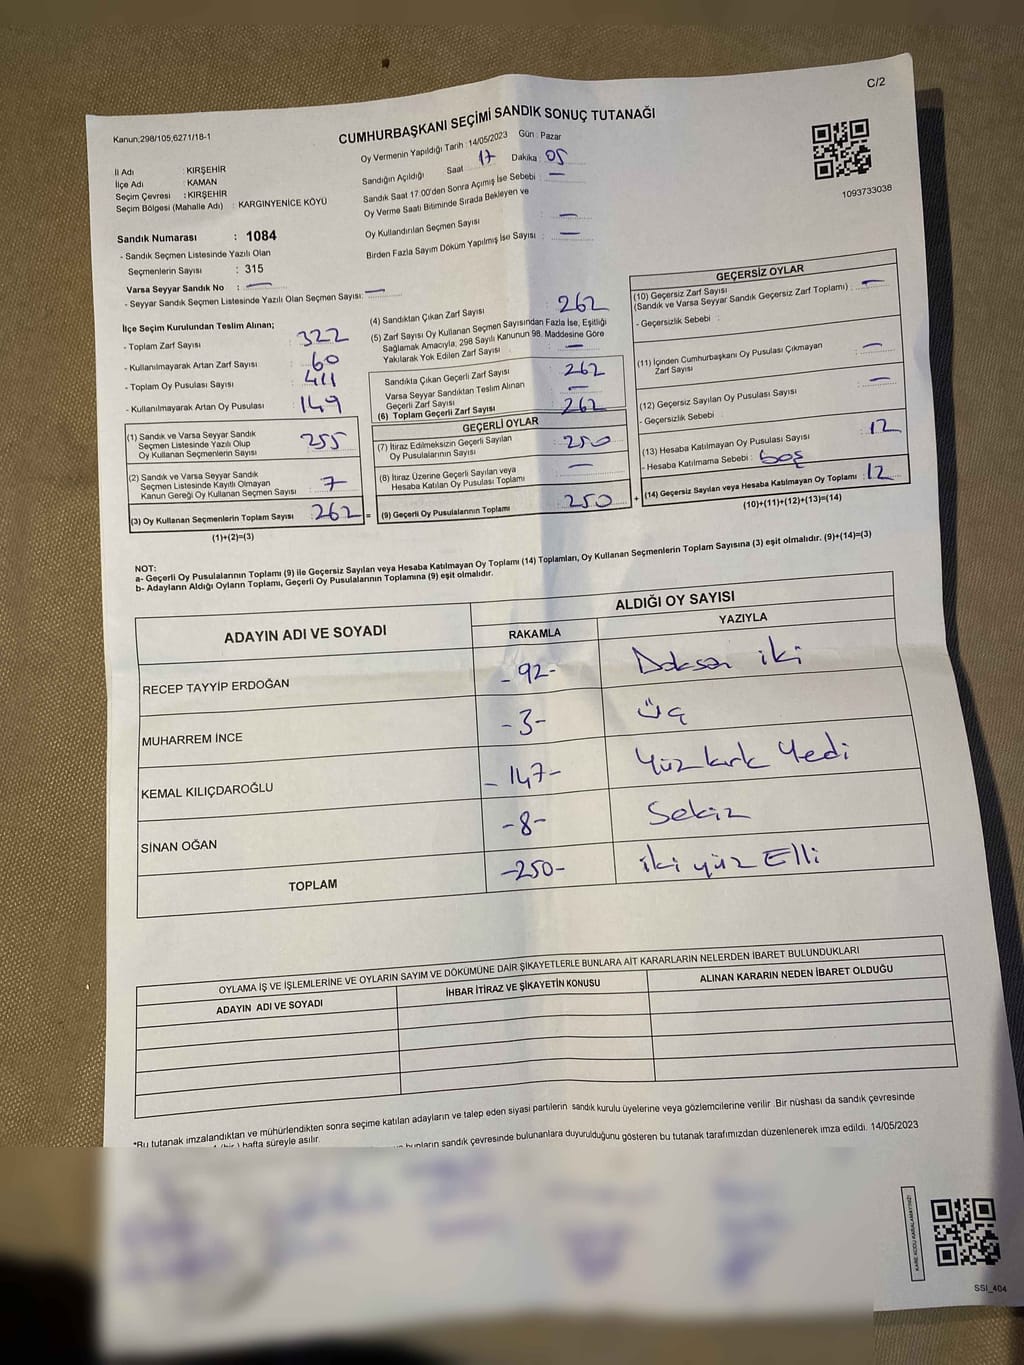 C/2
Kanun;298/105,6271/18-1
CUMHURBAŞKANI SEÇİMİ SANDIK SONUÇ TUTANAĞI
Oy Vermenin Yapıldığı Tarih : 14/05/2023 Gün : Pazar
Sandığın Açıldığı Saat 17 Dakika : 05
Sandık Saat 17:00'den Sonra Açılmış İse Sebebi : —
Oy Verme Saati Bitiminde Sırada Bekleyen ve
Oy Kullandırılan Seçmen Sayısı : —
Birden Fazla Sayım Döküm Yapılmış İse Sayısı : —
1093733038
İl Adı : KIRŞEHİR
İlçe Adı : KAMAN
Seçim Çevresi : KIRŞEHİR
Seçim Bölgesi (Mahalle Adı) : KARGINYENİCE KÖYÜ
Sandık Numarası : 1084
- Sandık Seçmen Listesinde Yazılı Olan
Seçmenlerin Sayısı : 315
Varsa Seyyar Sandık No : —
- Seyyar Sandık Seçmen Listesinde Yazılı Olan Seçmen Sayısı: —
İlçe Seçim Kurulundan Teslim Alınan;
- Toplam Zarf Sayısı : 322
- Kullanılmayarak Artan Zarf Sayısı : 60
- Toplam Oy Pusulası Sayısı : 411
- Kullanılmayarak Artan Oy Pusulası : 149
(1) Sandık ve Varsa Seyyar Sandık
Seçmen Listesinde Yazılı Olup
Oy Kullanan Seçmenlerin Sayısı : 255
(2) Sandık ve Varsa Seyyar Sandık
Seçmen Listesinde Kayıtlı Olmayan
Kanun Gereği Oy Kullanan Seçmen Sayısı : 7
(3) Oy Kullanan Seçmenlerin Toplam Sayısı : 262 =
(1)+(2)=(3)
(4) Sandıktan Çıkan Zarf Sayısı : 262
(5) Zarf Sayısı Oy Kullanan Seçmen Sayısından Fazla İse, Eşitliği
Sağlamak Amacıyla, 298 Sayılı Kanunun 98. Maddesine Göre
Yakılarak Yok Edilen Zarf Sayısı : —
Sandıkta Çıkan Geçerli Zarf Sayısı : 262
Varsa Seyyar Sandıktan Teslim Alınan
Geçerli Zarf Sayısı : —
(6) Toplam Geçerli Zarf Sayısı : 262
GEÇERLİ OYLAR
(7) İtiraz Edilmeksizin Geçerli Sayılan
Oy Pusulalarının Sayısı : 250
(8) İtiraz Üzerine Geçerli Sayılan veya
Hesaba Katılan Oy Pusulası Toplamı : —
(9) Geçerli Oy Pusulalarının Toplamı : 250 +
GEÇERSİZ OYLAR
(10) Geçersiz Zarf Sayısı
(Sandık ve Varsa Seyyar Sandık Geçersiz Zarf Toplamı) : —
- Geçersizlik Sebebi :
(11) İçinden Cumhurbaşkanı Oy Pusulası Çıkmayan
Zarf Sayısı : —
(12) Geçersiz Sayılan Oy Pusulası Sayısı : —
- Geçersizlik Sebebi :
(13) Hesaba Katılmayan Oy Pusulası Sayısı : 12
- Hesaba Katılmama Sebebi : boş
(14) Geçersiz Sayılan veya Hesaba Katılmayan Oy Toplamı : 12
(10)+(11)+(12)+(13)=(14)
NOT:
a- Geçerli Oy Pusulalarının Toplamı (9) ile Geçersiz Sayılan veya Hesaba Katılmayan Oy Toplamı (14) Toplamları, Oy Kullanan Seçmenlerin Toplam Sayısına (3) eşit olmalıdır. (9)+(14)=(3)
b- Adayların Aldığı Oyların Toplamı, Geçerli Oy Pusulalarının Toplamına (9) eşit olmalıdır.
ADAYIN ADI VE SOYADI
ALDIĞI OY SAYISI
RAKAMLA YAZIYLA
RECEP TAYYİP ERDOĞAN -92- Doksan iki
MUHARREM İNCE -3- üç
KEMAL KILIÇDAROĞLU -147- Yüz kırk Yedi
SİNAN OĞAN -8- Sekiz
TOPLAM -250- iki yüz Elli
OYLAMA İŞ VE İŞLEMLERİNE VE OYLARIN SAYIM VE DÖKÜMÜNE DAİR ŞİKAYETLERLE BUNLARA AİT KARARLARIN NELERDEN İBARET BULUNDUKLARI
ADAYIN ADI VE SOYADI İHBAR İTİRAZ VE ŞİKAYETİN KONUSU ALINAN KARARIN NEDEN İBARET OLDUĞU
*Bu tutanak imzalandıktan ve mühürlendikten sonra seçime katılan adayların ve talep eden siyasi partilerin sandık kurulu üyelerine veya gözlemcilerine verilir .Bir nüshası da sandık çevresinde
hafta süreyle asılır.
bunların sandık çevresinde bulunanlara duyurulduğunu gösteren bu tutanak tarafımızdan düzenlenerek imza edildi. 14/05/2023
KARE KODU KARALAMAYINIZ!
SSI_404